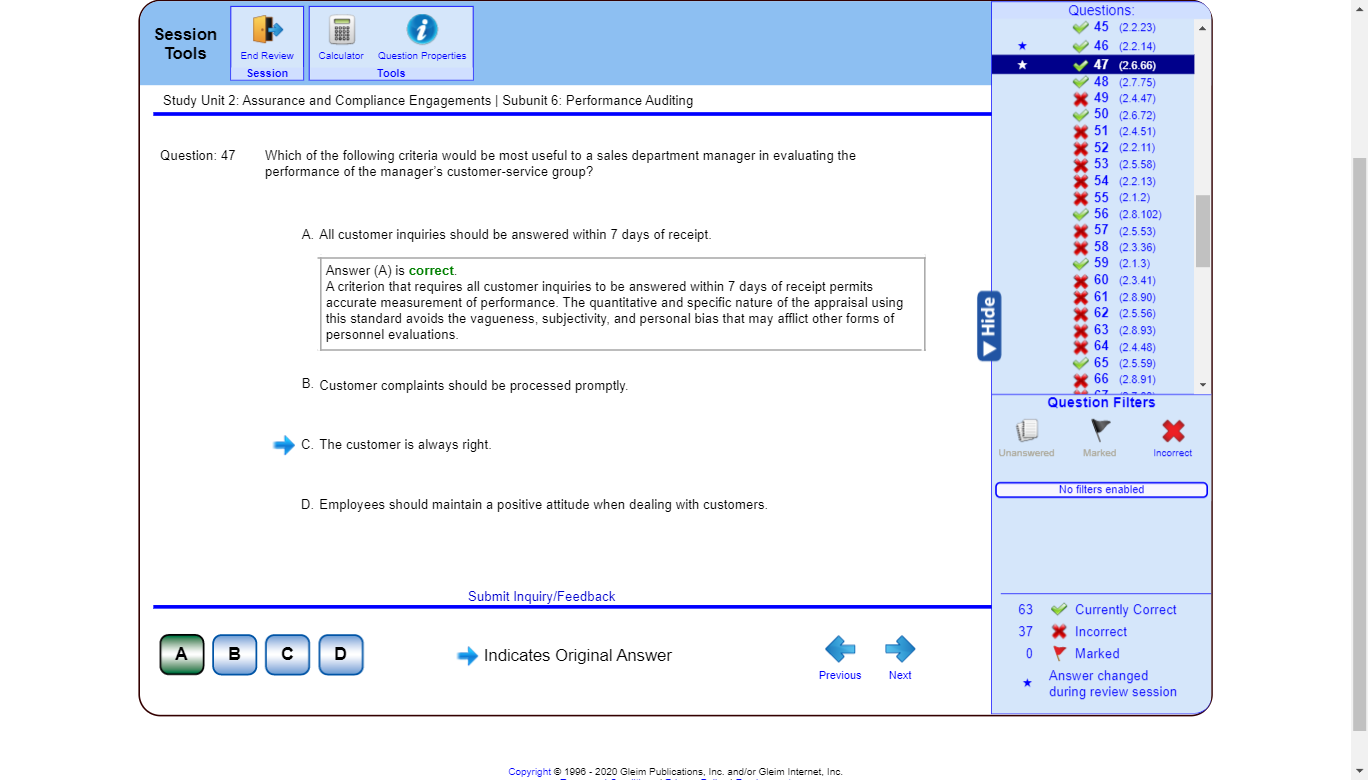 Session Tools
End Review
Session
Calculator
Question Properties
Tools
Study Unit 2: Assurance and Compliance Engagements | Subunit 6: Performance Auditing
Question: 47
Which of the following criteria would be most useful to a sales department manager in evaluating the
performance of the manager's customer-service group?
A. All customer inquiries should be answered within 7 days of receipt.
Answer (A) is correct.
A criterion that requires all customer inquiries to be answered within 7 days of receipt permits
accurate measurement of performance. The quantitative and specific nature of the appraisal using
this standard avoids the vagueness, subjectivity, and personal bias that may afflict other forms of
personnel evaluations.
B. Customer complaints should be processed promptly.
C. The customer is always right.
D. Employees should maintain a positive attitude when dealing with customers.
Submit Inquiry/Feedback
A B C D
Indicates Original Answer
Previous
Next
Hide
Questions:
45 (2.2.23)
46 (2.2.14)
47 (2.6.66)
48 (2.7.75)
49 (2.4.47)
50 (2.6.72)
51 (2.4.51)
52 (2.2.11)
53 (2.5.58)
54 (2.2.13)
55 (2.1.2)
56 (2.8.102)
57 (2.5.53)
58 (2.3.36)
59 (2.1.3)
60 (2.3.41)
61 (2.8.90)
62 (2.5.56)
63 (2.8.93)
64 (2.4.48)
65 (2.5.59)
66 (2.8.91)
Question Filters
Unanswered
Marked
Incorrect
No filters enabled
63 Currently Correct
37 Incorrect
0 Marked
Answer changed
during review session
Copyright © 1996 - 2020 Gleim Publications, Inc. and/or Gleim Internet, Inc.